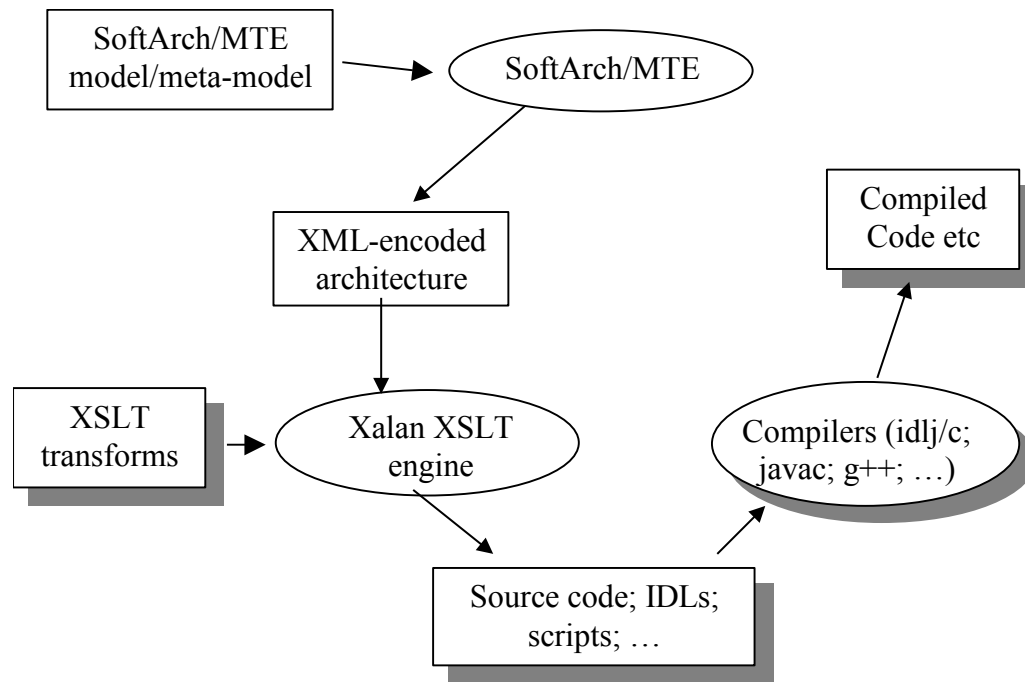 SoftArch/MTE
model/meta-model
SoftArch/MTE
XML-encoded
architecture
Compiled
Code etc
XSLT
transforms
Xalan XSLT
engine
Compilers (idlj/c;
javac; g++; …)
Source code; IDLs;
scripts; …